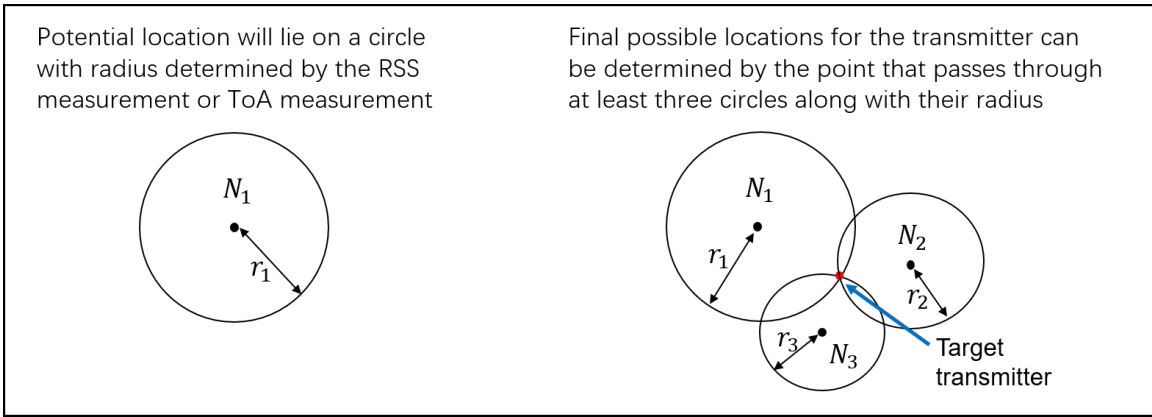 Potential location will lie on a circle
with radius determined by the RSS
measurement or ToA measurement
N₁
r₁
Final possible locations for the transmitter can
be determined by the point that passes through
at least three circles along with their radius
N₁
r₁
N₂
r₂
r₃
N₃
Target
transmitter